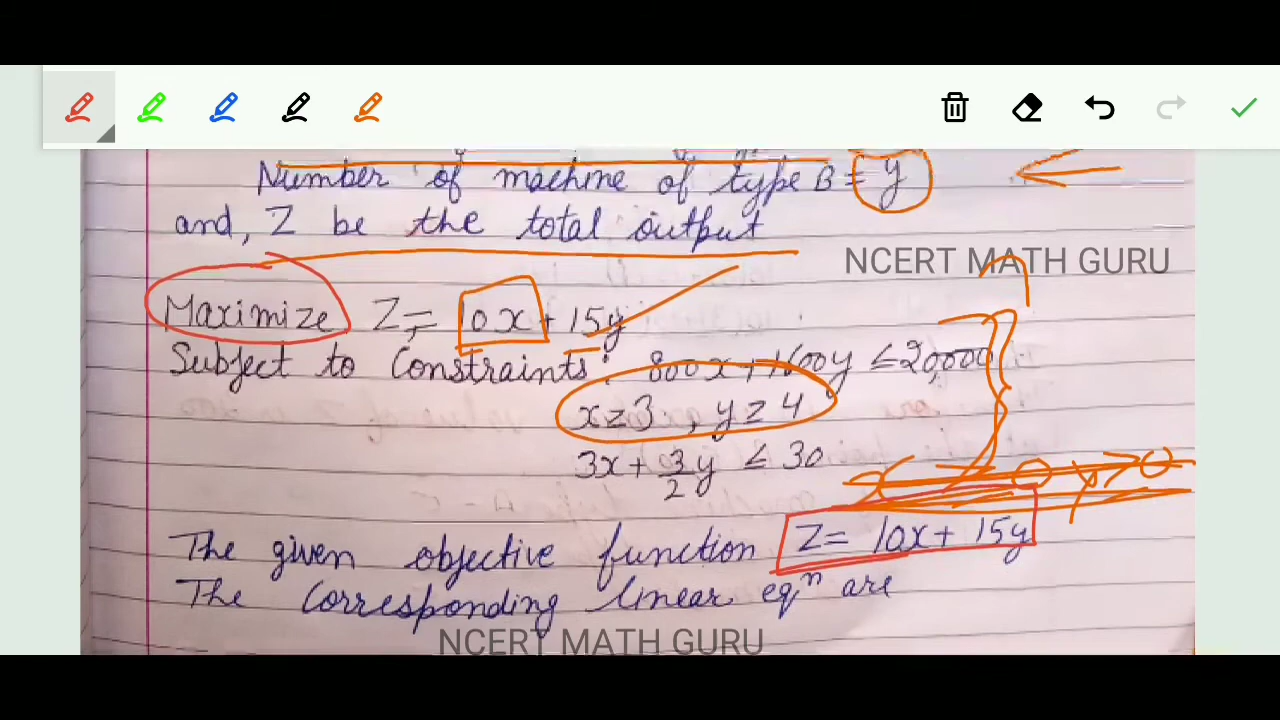 Number of machine of type B = y
and, Z be the total output
NCERT MATH GURU
Maximize Z = 10x + 15y
Subject to Constraints: 800x + 1600y ≤ 20,000
x ≥ 3, y ≥ 4
3x + 3/2 y ≤ 30
y > 0
The given objective function Z = 10x + 15y
The Corresponding linear eqⁿ are
NCERT MATH GURU